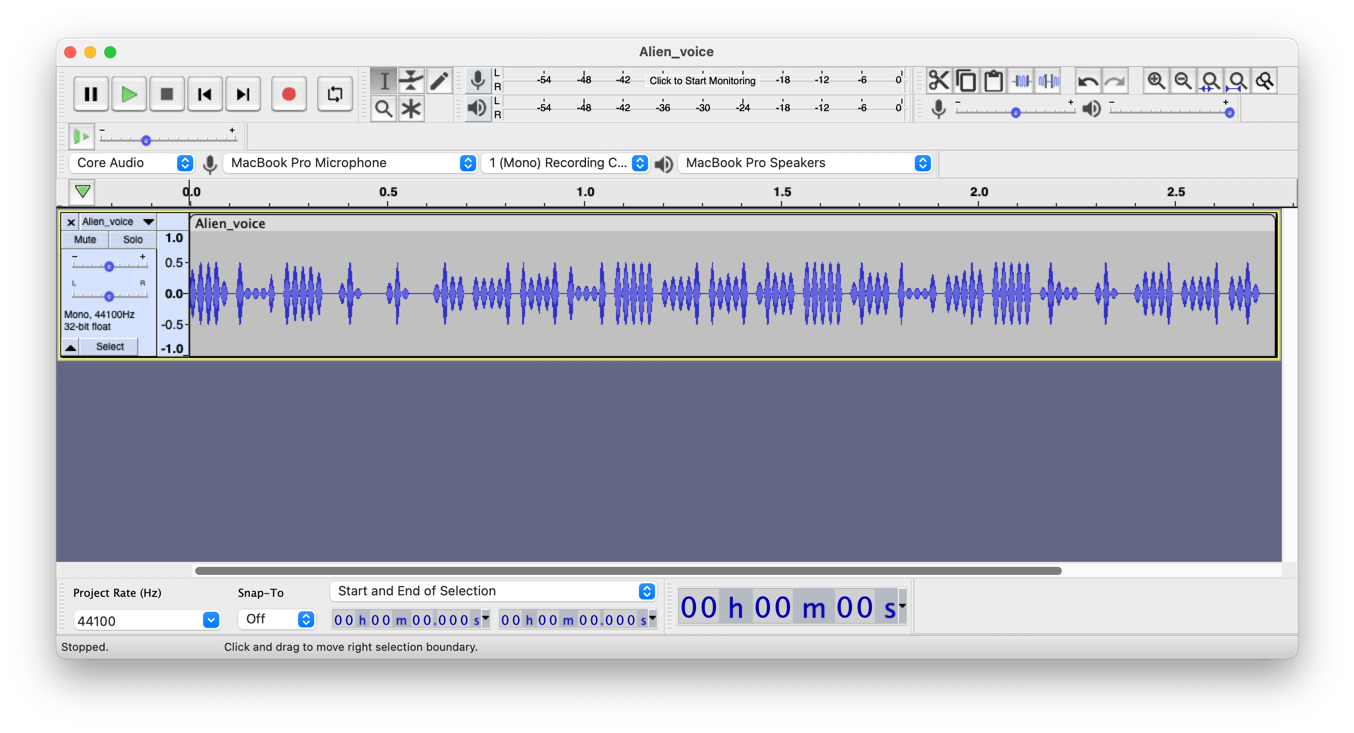 Alien_voice
L
R
-54 -48 -42 Click to Start Monitoring -18 -12 -6 0
- +
- +
L
R
-54 -48 -42 -36 -30 -24 -18 -12 -6 0
- +
Core Audio
MacBook Pro Microphone
1 (Mono) Recording C...
MacBook Pro Speakers
0.0 0.5 1.0 1.5 2.0 2.5
Alien_voice
Mute Solo
- +
L R
Mono, 44100Hz
32-bit float
Select
1.0
0.5
0.0
-0.5
-1.0
Alien_voice
Project Rate (Hz)
44100
Snap-To
Off
Start and End of Selection
00 h 00 m 00.000 s
00 h 00 m 00.000 s
00 h 00 m 00 s
Stopped.
Click and drag to move right selection boundary.